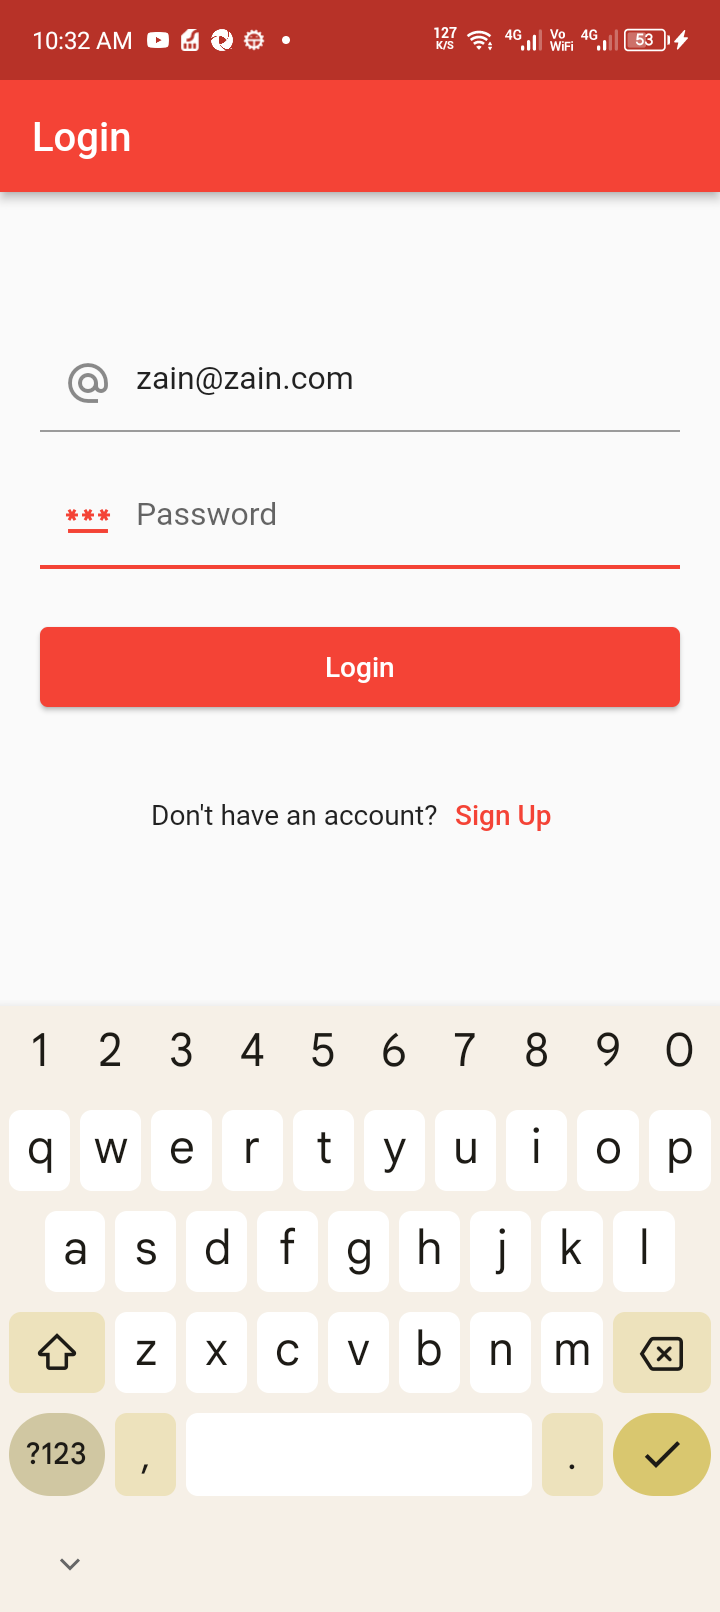 10:32 AM 127 K/S 4G Vo WiFi 4G 53
Login
zain@zain.com
*** Password
Login
Don't have an account? Sign Up
1 2 3 4 5 6 7 8 9 0
q w e r t y u i o p
a s d f g h j k l
z x c v b n m
?123 , .